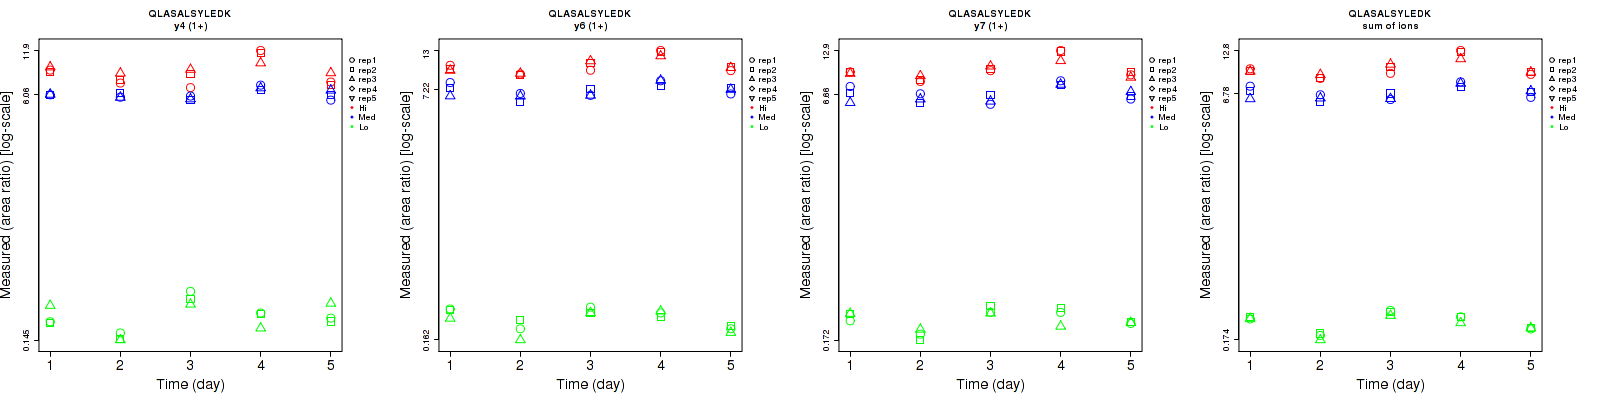 QLASALSYLEDK
y4 (1+)
Measured (area ratio) [log-scale]
11.9
6.08
0.145
1 2 3 4 5
Time (day)
rep1
rep2
rep3
rep4
rep5
Hi
Med
Lo
QLASALSYLEDK
y6 (1+)
Measured (area ratio) [log-scale]
13
7.22
0.162
1 2 3 4 5
Time (day)
rep1
rep2
rep3
rep4
rep5
Hi
Med
Lo
QLASALSYLEDK
y7 (1+)
Measured (area ratio) [log-scale]
12.9
6.68
0.172
1 2 3 4 5
Time (day)
rep1
rep2
rep3
rep4
rep5
Hi
Med
Lo
QLASALSYLEDK
sum of ions
Measured (area ratio) [log-scale]
12.8
6.78
0.174
1 2 3 4 5
Time (day)
rep1
rep2
rep3
rep4
rep5
Hi
Med
Lo